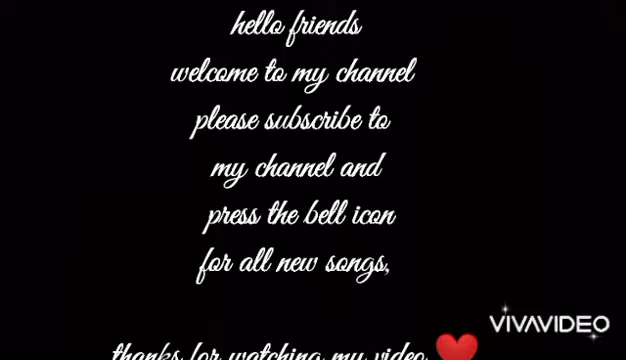 hello friends
welcome to my channel
please subscribe to
my channel and
press the bell icon
for all new songs,
thanks for watching my video ❤️
VIVAVIDEO